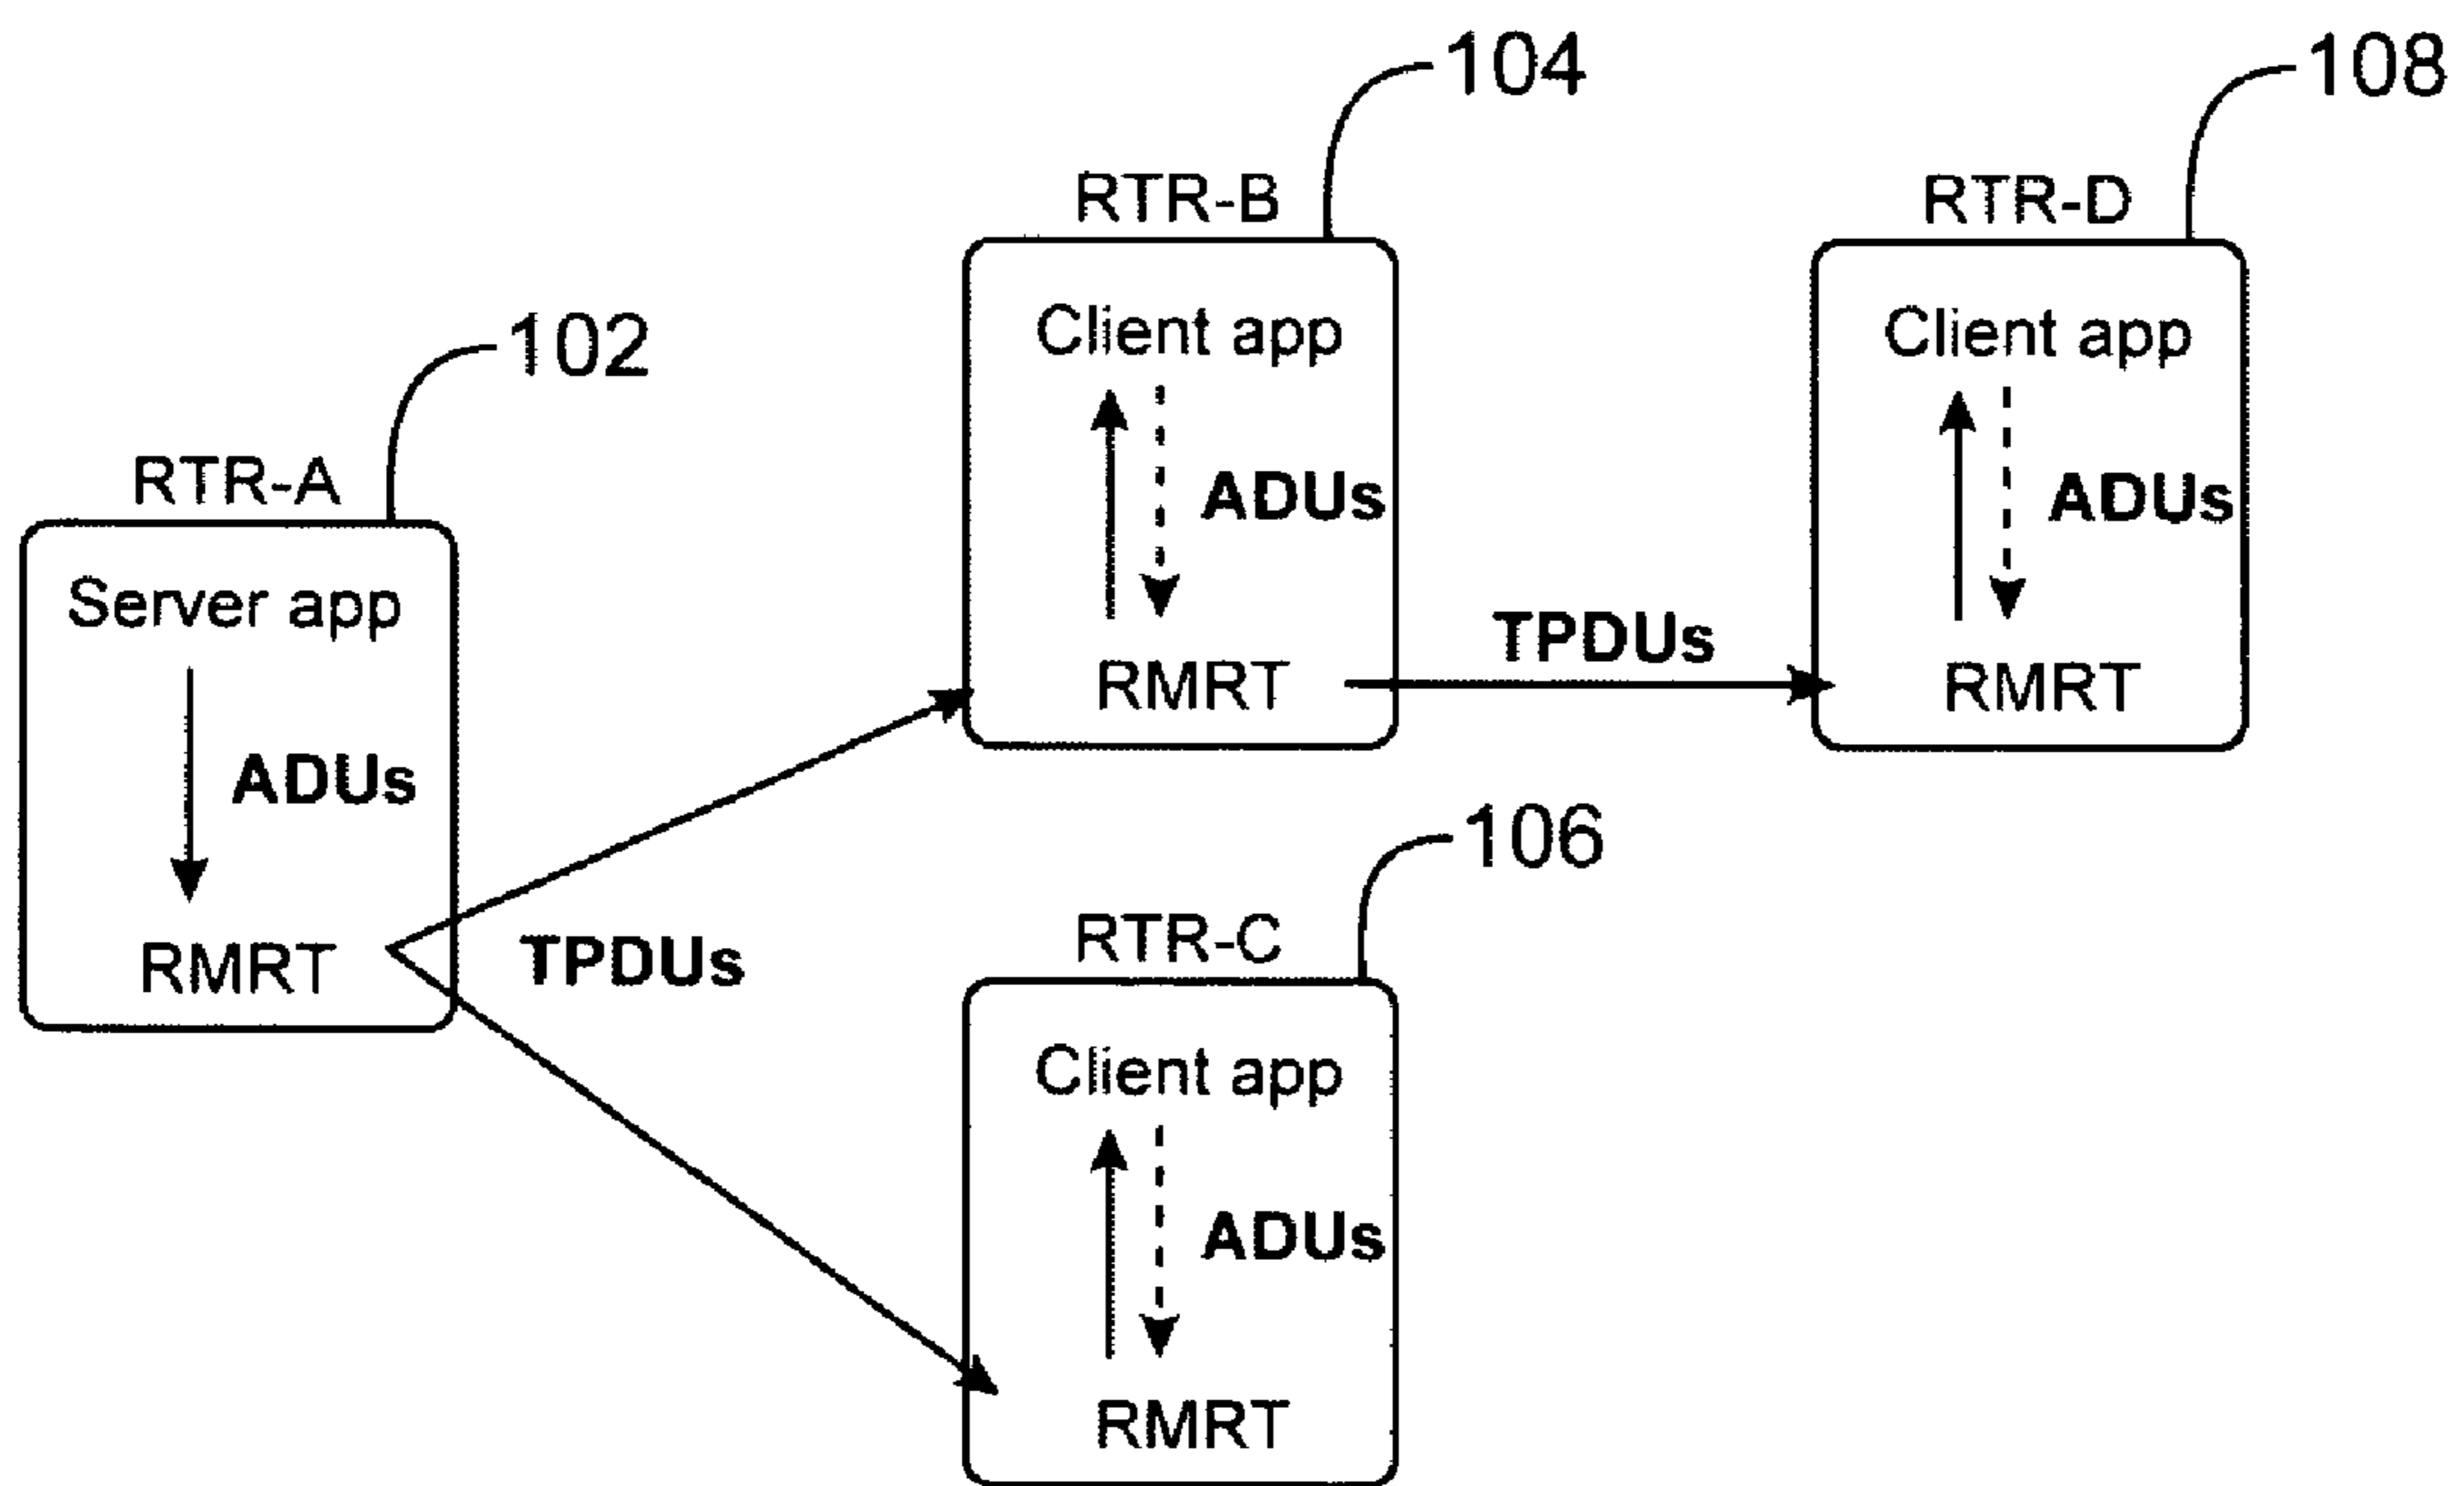 102
RTR-A
Server app
ADUs
RMRT
TPDUs
104
RTR-B
Client app
ADUs
RMRT
TPDUs
108
RTR-D
Client app
ADUs
RMRT
106
RTR-C
Client app
ADUs
RMRT